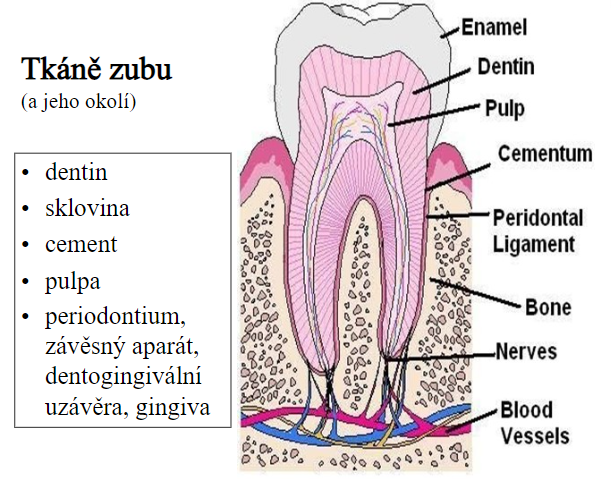 Tkáně zubu
(a jeho okolí)
• dentin
• sklovina
• cement
• pulpa
• periodontium,
závěsný aparát,
dentogingivální
uzávěra, gingiva
Enamel
Dentin
Pulp
Cementum
Peridontal
Ligament
Bone
Nerves
Blood
Vessels